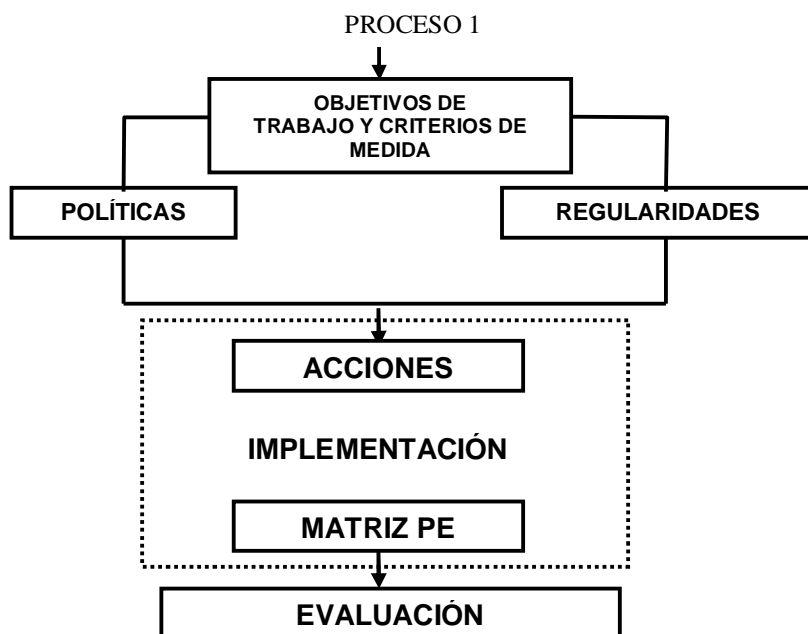 PROCESO 1
OBJETIVOS DE
TRABAJO Y CRITERIOS DE
MEDIDA
POLÍTICAS
REGULARIDADES
ACCIONES
IMPLEMENTACIÓN
MATRIZ PE
EVALUACIÓN